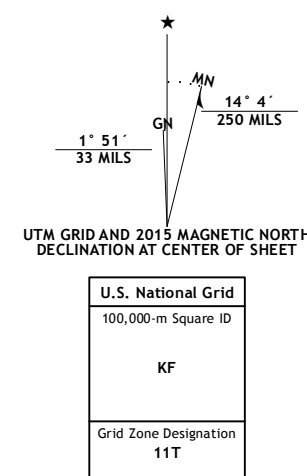 MN
GN
14° 4´
250 MILS
1° 51´
33 MILS
UTM GRID AND 2015 MAGNETIC NORTH
DECLINATION AT CENTER OF SHEET
U.S. National Grid
100,000-m Square ID
KF
Grid Zone Designation
11T